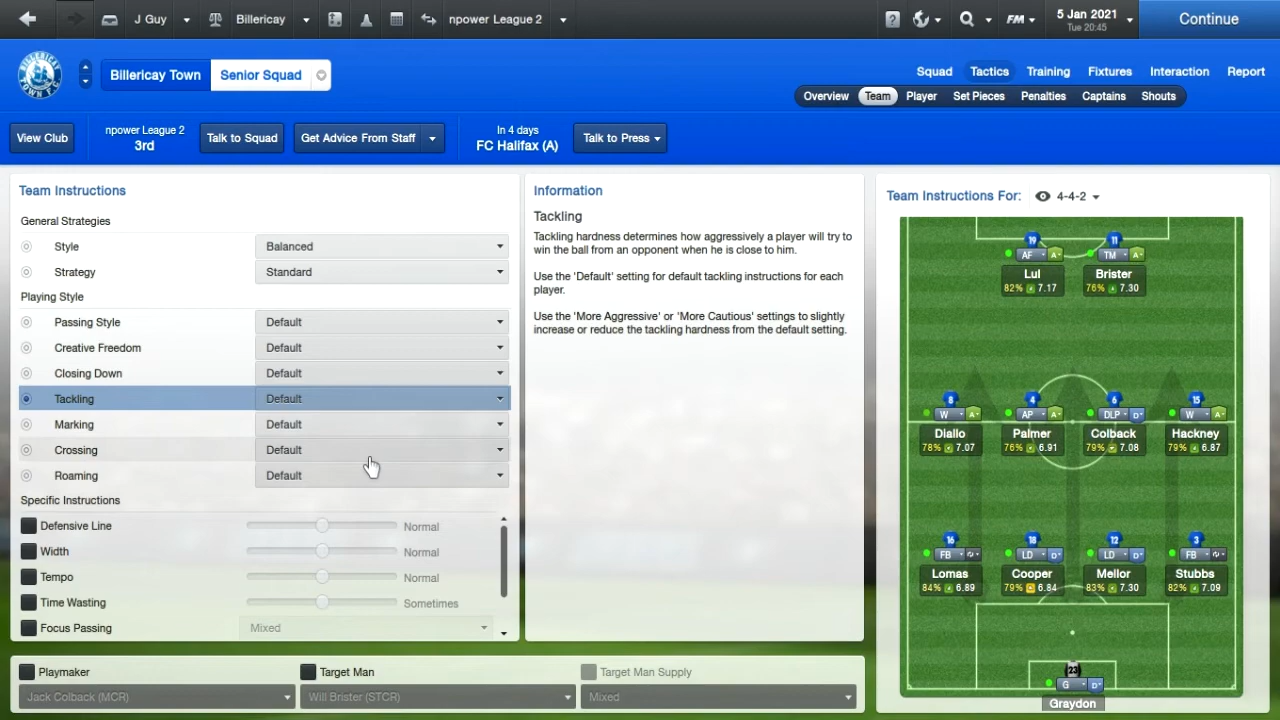 J Guy
Billericay
npower League 2
?
FM
5 Jan 2021
Tue 20:45
Continue
BILLERICAY
TOWN F.C.
Billericay Town
Senior Squad
Squad
Tactics
Training
Fixtures
Interaction
Report
Overview
Team
Player
Set Pieces
Penalties
Captains
Shouts
View Club
npower League 2
3rd
Talk to Squad
Get Advice From Staff
In 4 days
FC Halifax (A)
Talk to Press
Team Instructions
General Strategies
Style
Balanced
Strategy
Standard
Playing Style
Passing Style
Default
Creative Freedom
Default
Closing Down
Default
Tackling
Default
Marking
Default
Crossing
Default
Roaming
Default
Specific Instructions
Defensive Line
Normal
Width
Normal
Tempo
Normal
Time Wasting
Sometimes
Focus Passing
Mixed
Playmaker
Jack Colback (MCR)
Target Man
Will Brister (STCR)
Target Man Supply
Mixed
Information
Tackling
Tackling hardness determines how aggressively a player will try to
win the ball from an opponent when he is close to him.
Use the 'Default' setting for default tackling instructions for each
player.
Use the 'More Aggressive' or 'More Cautious' settings to slightly
increase or reduce the tackling hardness from the default setting.
Team Instructions For:
4-4-2
19
11
AF A
TM A
Lul
Brister
82% 7.17
76% 7.30
8
4
6
15
W A
AP A
DLP D
W A
Diallo
Palmer
Colback
Hackney
78% 7.07
76% 6.91
79% 7.08
79% 6.87
16
18
12
3
FB
LD D
LD D
FB
Lomas
Cooper
Mellor
Stubbs
84% 6.89
79% 6.84
83% 7.30
82% 7.09
23
G D
Graydon